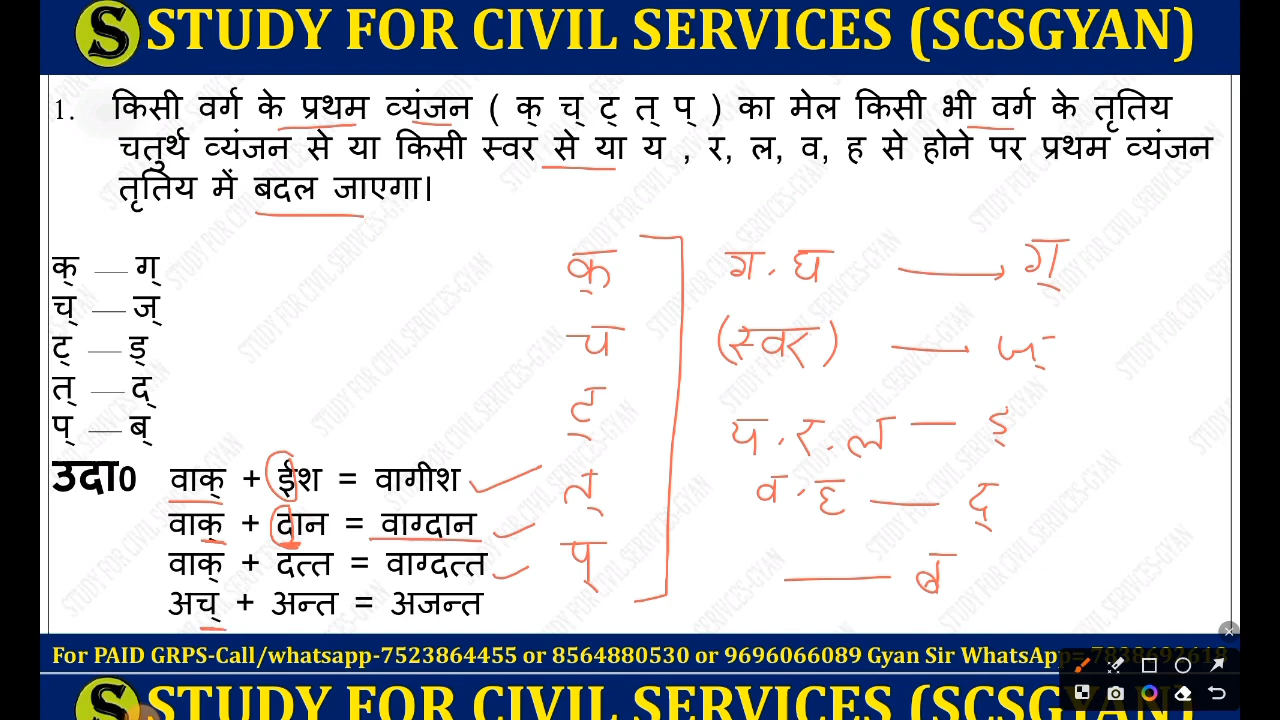 S STUDY FOR CIVIL SERVICES (SCSGYAN)
1. किसी वर्ग के प्रथम व्यंजन ( क् च् ट् त् प् ) का मेल किसी भी वर्ग के तृतिय
चतुर्थ व्यंजन से या किसी स्वर से या य , र, ल, व, ह से होने पर प्रथम व्यंजन
तृतिय में बदल जाएगा।
क् — ग्
च् — ज्
ट् — ड्
त् — द्
प् — ब्
उदा0 वाक् + ईश = वागीश
वाक् + दान = वाग्दान
वाक् + दत्त = वाग्दत्त
अच् + अन्त = अजन्त
क् ग . घ → ग्
च (स्वर) — ज्
ट् य . र . ल — ड्
त् व . ह — द्
प् — ब
For PAID GRPS-Call/whatsapp-7523864455 or 8564880530 or 9696066089 Gyan Sir WhatsApp= 7838692618
S STUDY FOR CIVIL SERVICES (SCSGYAN)